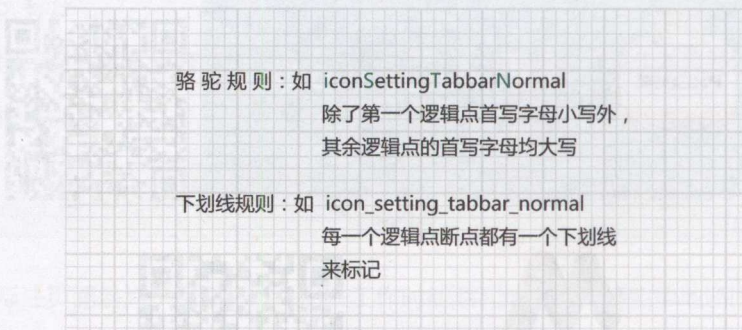 骆驼规则：如 iconSettingTabbarNormal
除了第一个逻辑点首写字母小写外，
其余逻辑点的首写字母均大写
下划线规则：如 icon_setting_tabbar_normal
每一个逻辑点断点都有一个下划线
来标记